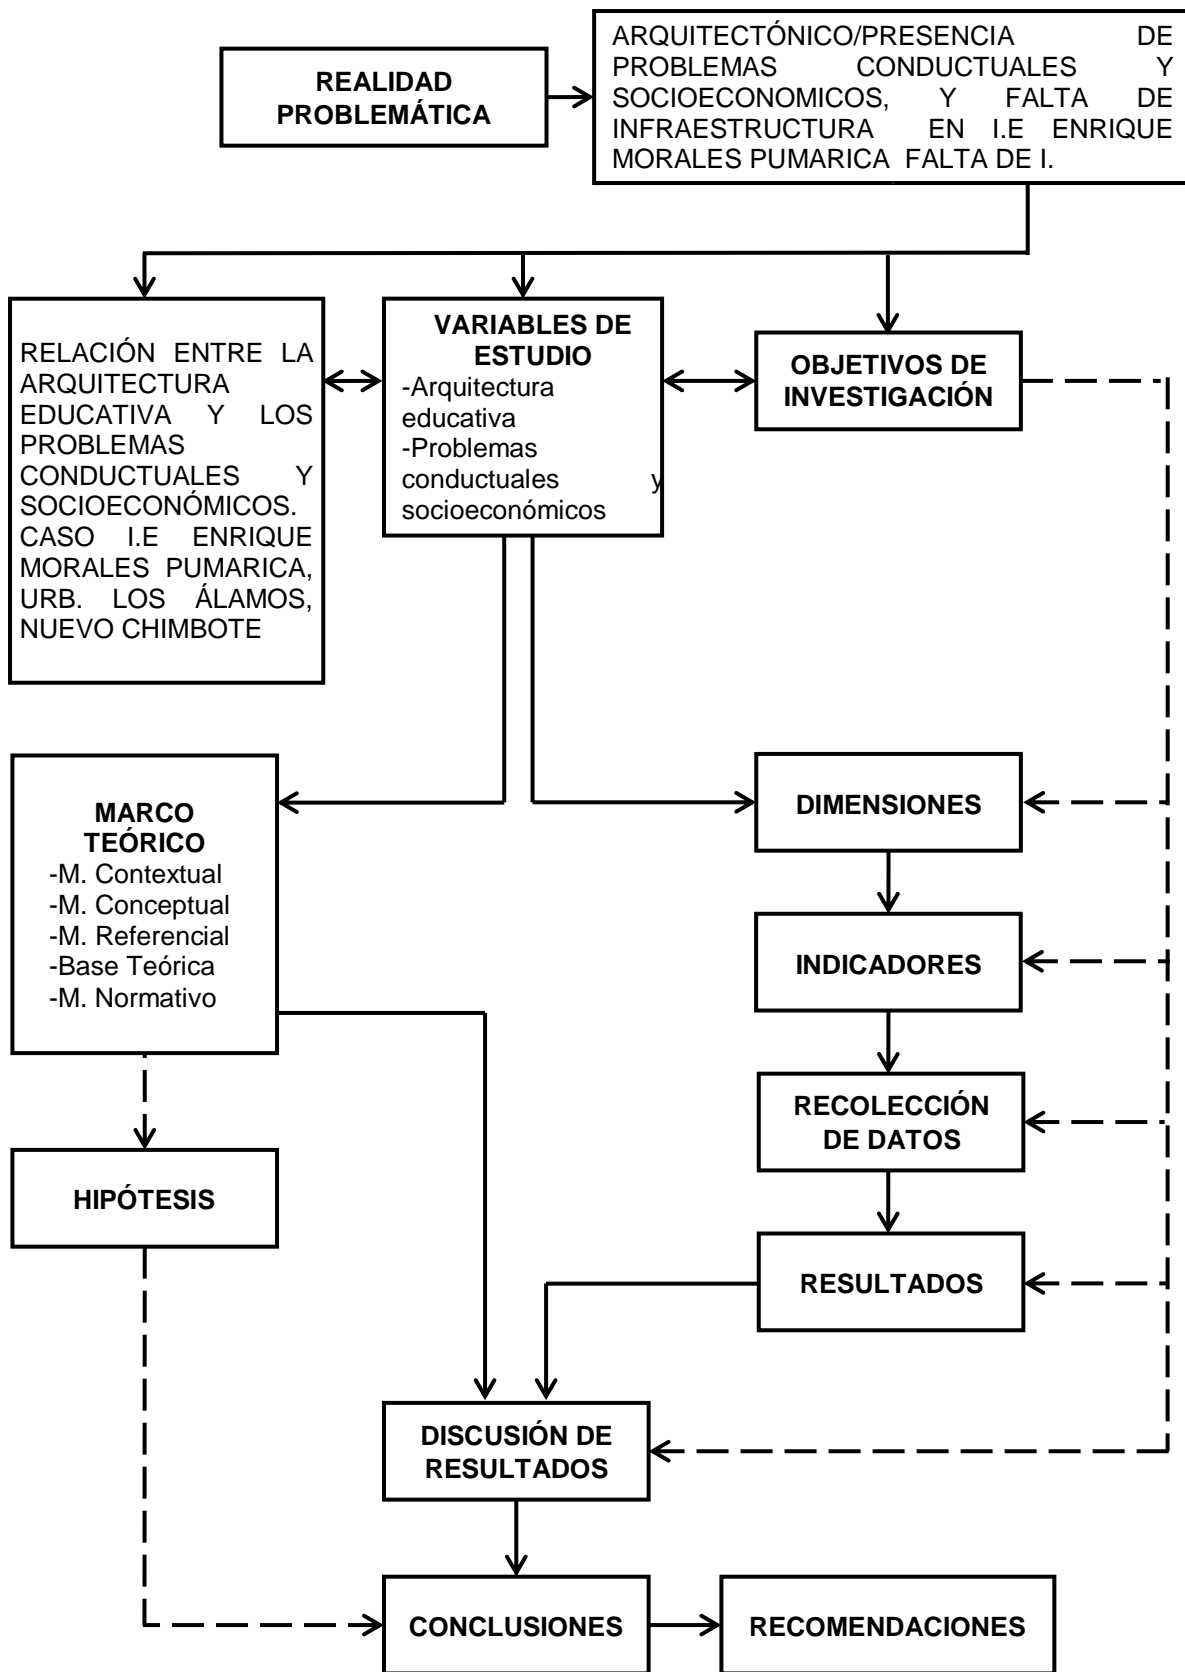 REALIDAD
PROBLEMÁTICA
ARQUITECTÓNICO/PRESENCIA DE
PROBLEMAS CONDUCTUALES Y
SOCIOECONOMICOS, Y FALTA DE
INFRAESTRUCTURA EN I.E ENRIQUE
MORALES PUMARICA FALTA DE I.
RELACIÓN ENTRE LA
ARQUITECTURA
EDUCATIVA Y LOS
PROBLEMAS
CONDUCTUALES Y
SOCIOECONÓMICOS.
CASO I.E ENRIQUE
MORALES PUMARICA,
URB. LOS ÁLAMOS,
NUEVO CHIMBOTE
VARIABLES DE
ESTUDIO
-Arquitectura
educativa
-Problemas
conductuales y
socioeconómicos
OBJETIVOS DE
INVESTIGACIÓN
MARCO
TEÓRICO
-M. Contextual
-M. Conceptual
-M. Referencial
-Base Teórica
-M. Normativo
DIMENSIONES
INDICADORES
RECOLECCIÓN
DE DATOS
HIPÓTESIS
RESULTADOS
DISCUSIÓN DE
RESULTADOS
CONCLUSIONES
RECOMENDACIONES